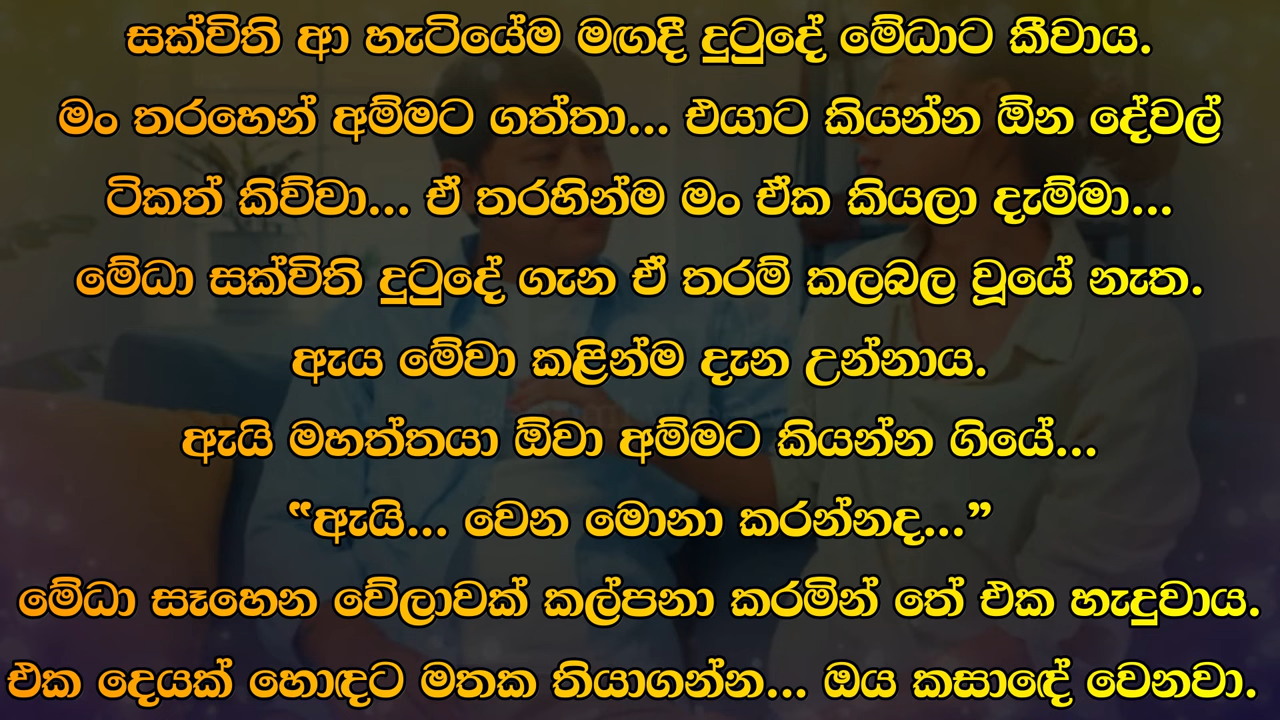 සක්විති ආ හැටියේම මඟදී දුටුදේ මේධාට කීවාය.
මං තරහෙන් අම්මට ගත්තා... එයාට කියන්න ඕන දේවල්
ටිකත් කිව්වා... ඒ තරහින්ම මං ඒක කියලා දැම්මා...
මේධා සක්විති දුටුදේ ගැන ඒ තරම් කලබල වූයේ නැත.
ඇය මේවා කළින්ම දැන උන්නාය.
ඇයි මහත්තයා ඕවා අම්මට කියන්න ගියේ...
“ඇයි... වෙන මොනා කරන්නද...”
මේධා සෑහෙන වේලාවක් කල්පනා කරමින් තේ එක හැදුවාය.
එක දෙයක් හොඳට මතක තියාගන්න... ඔය කසාඳේ වෙනවා.